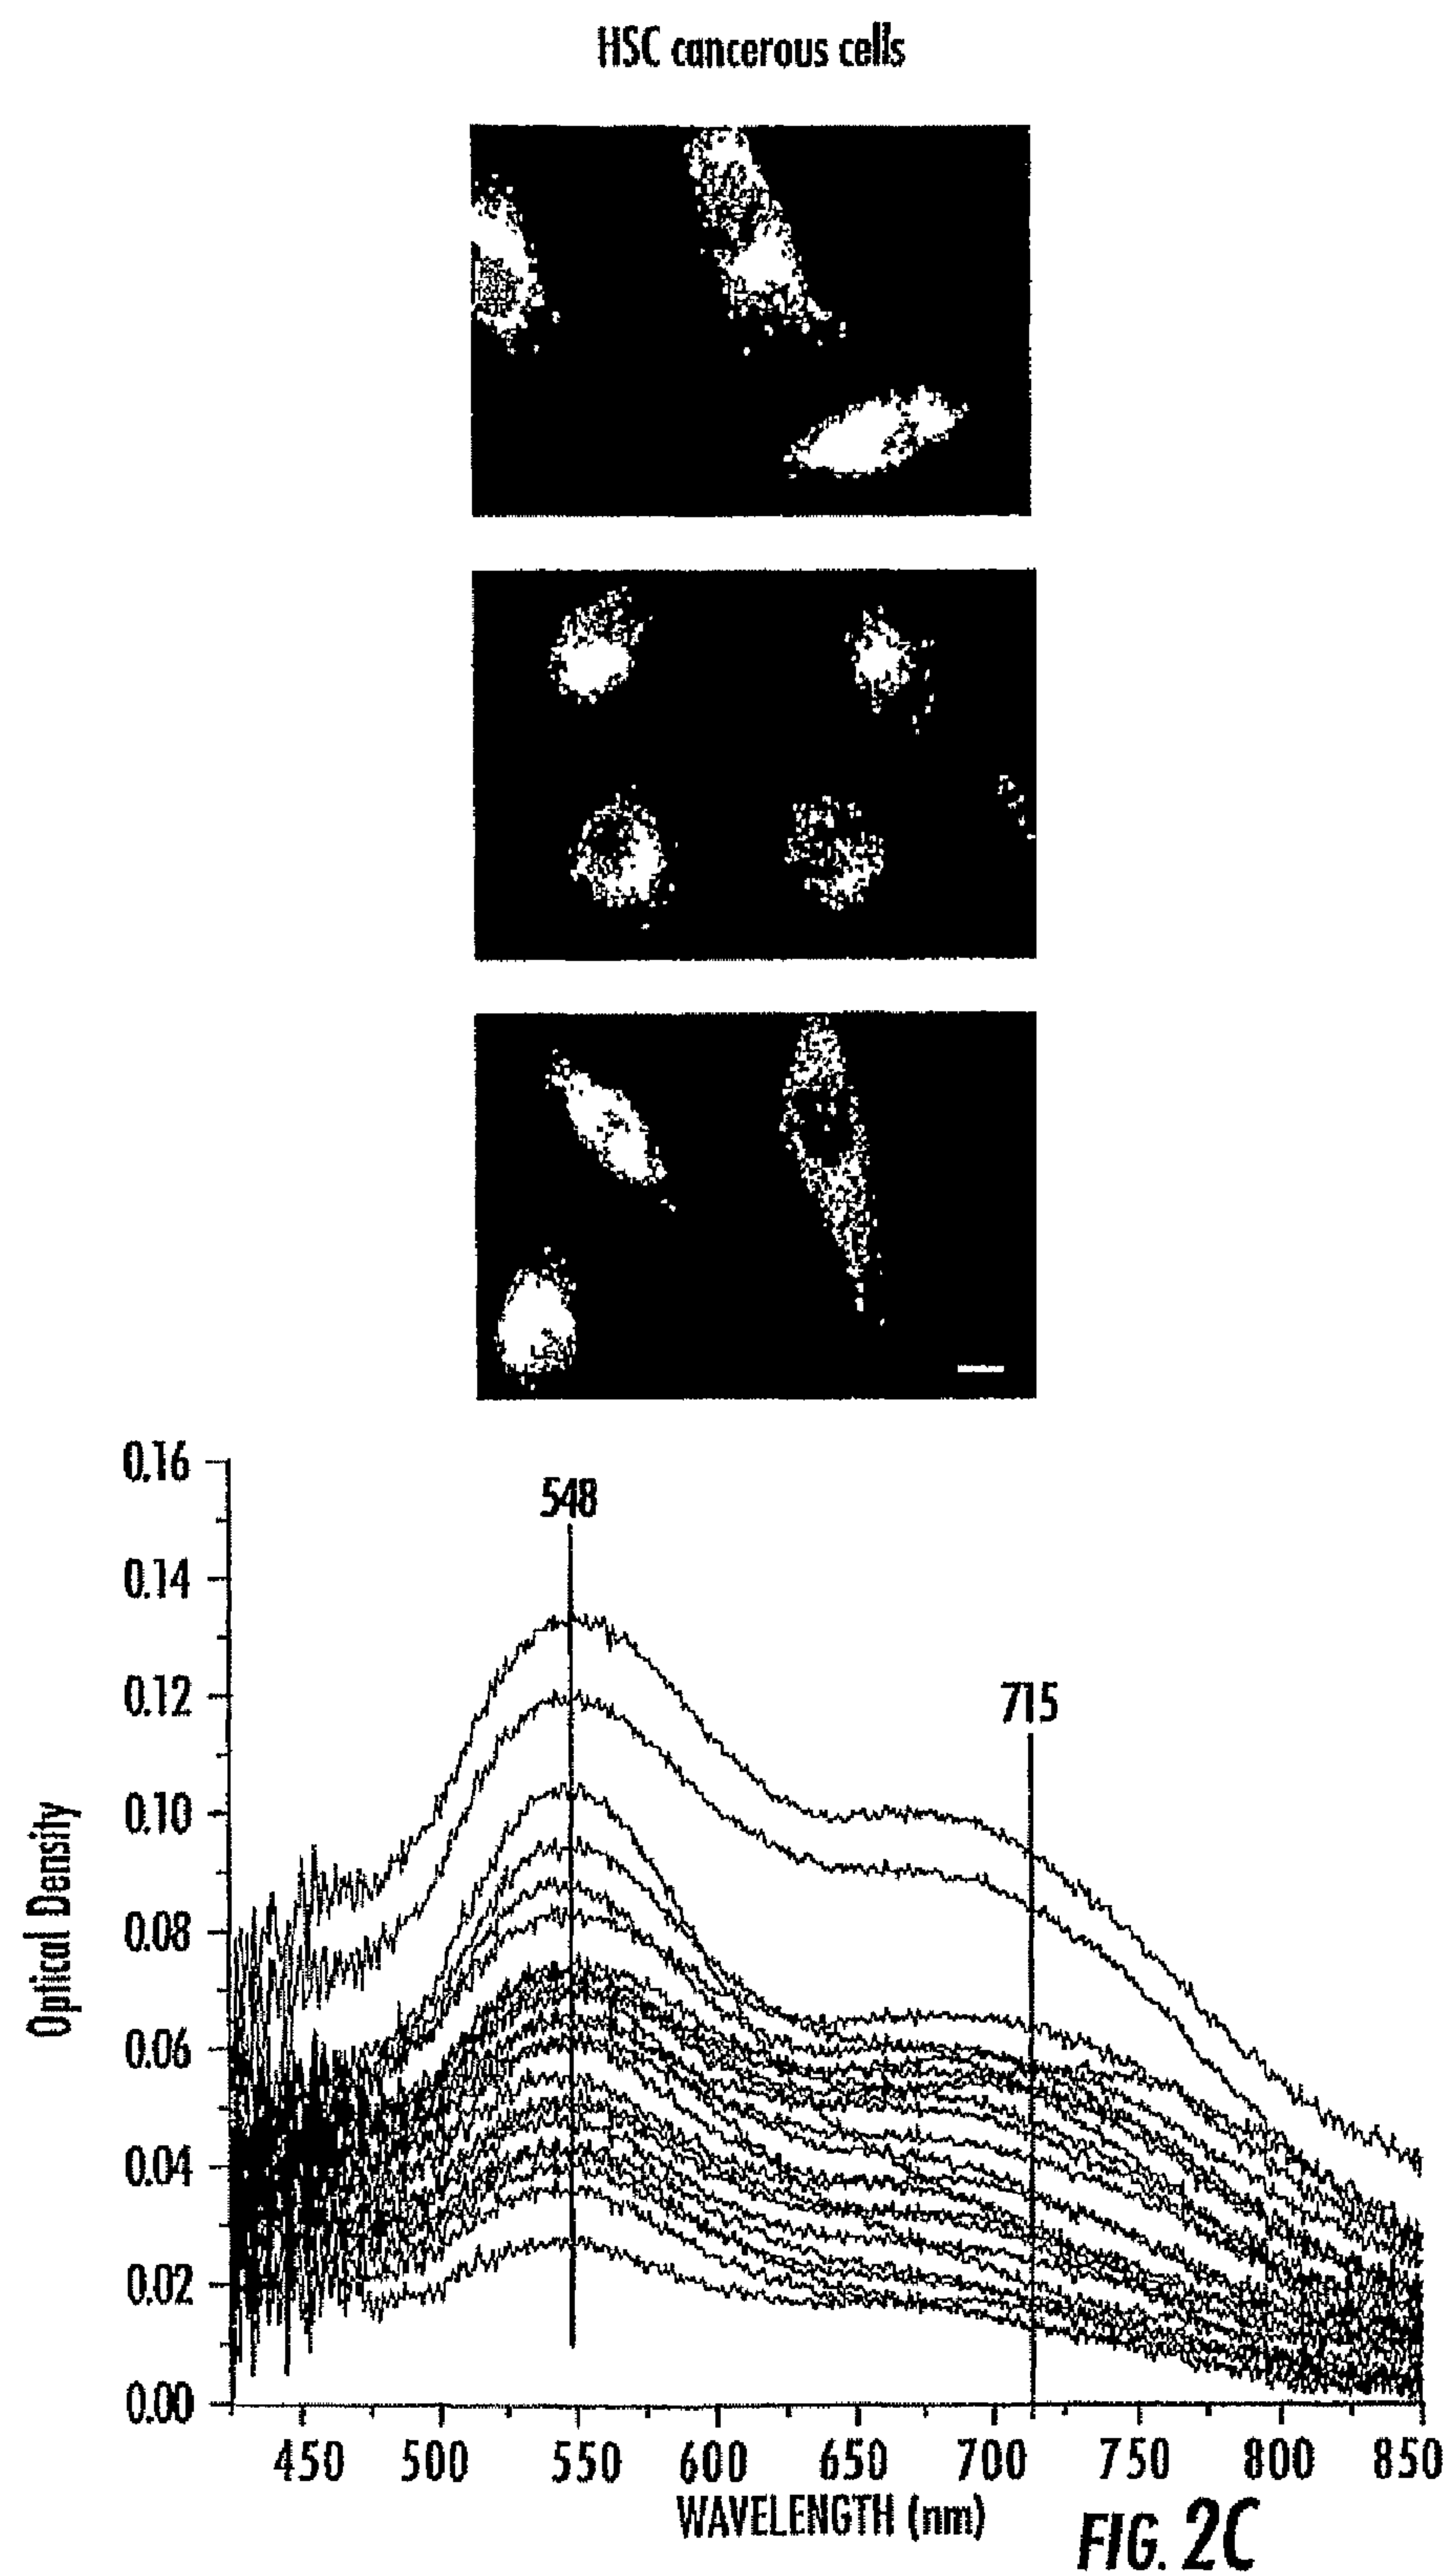 HSC cancerous cells
0.16
548
0.14
0.12
715
0.10
0.08
0.06
0.04
0.02
0.00
Optical Density
450 500 550 600 650 700 750 800 850
WAVELENGTH (nm)
FIG. 2C